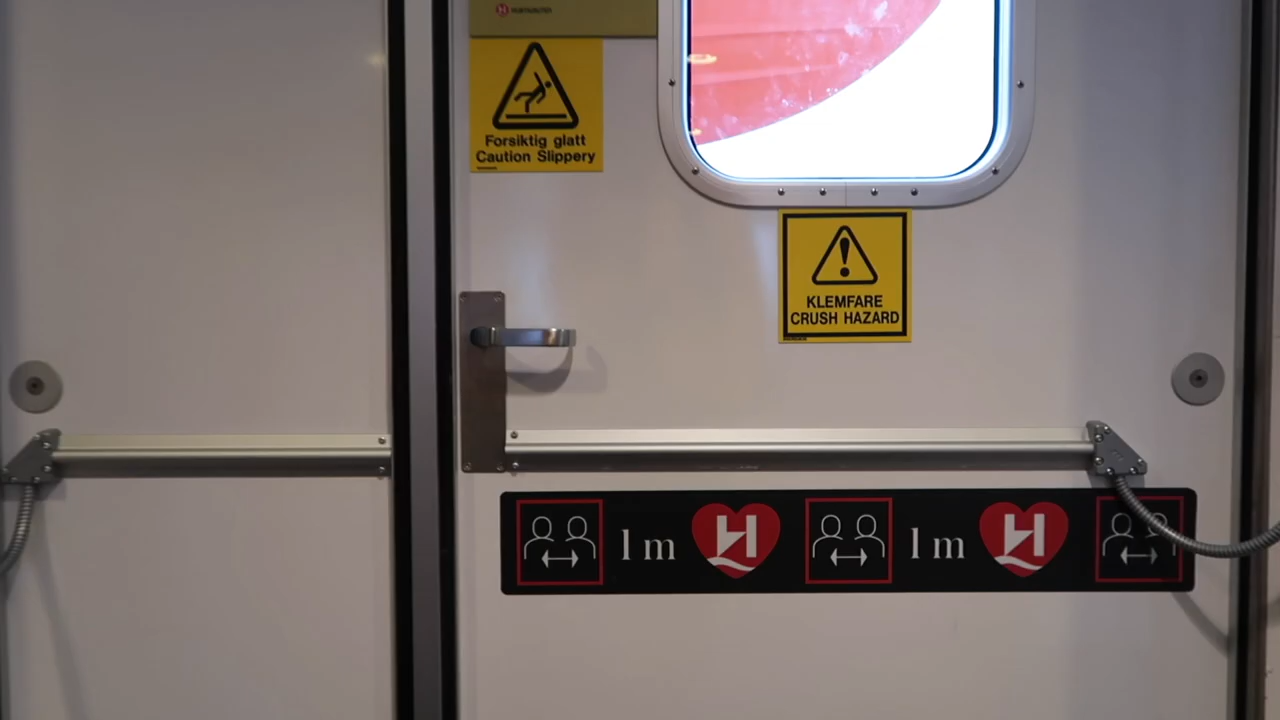 Forsiktig glatt
Caution Slippery
KLEMFARE
CRUSH HAZARD
1 m H 1 m H